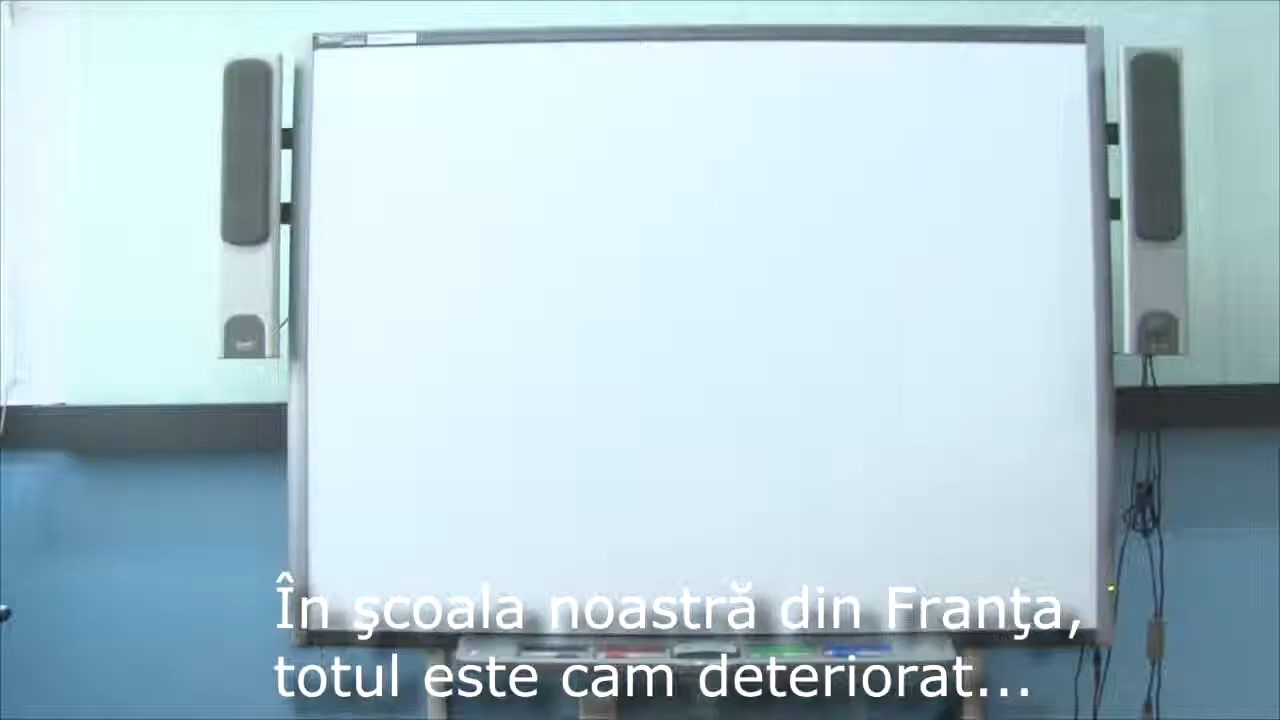 În şcoala noastră din Franţa,
totul este cam deteriorat...